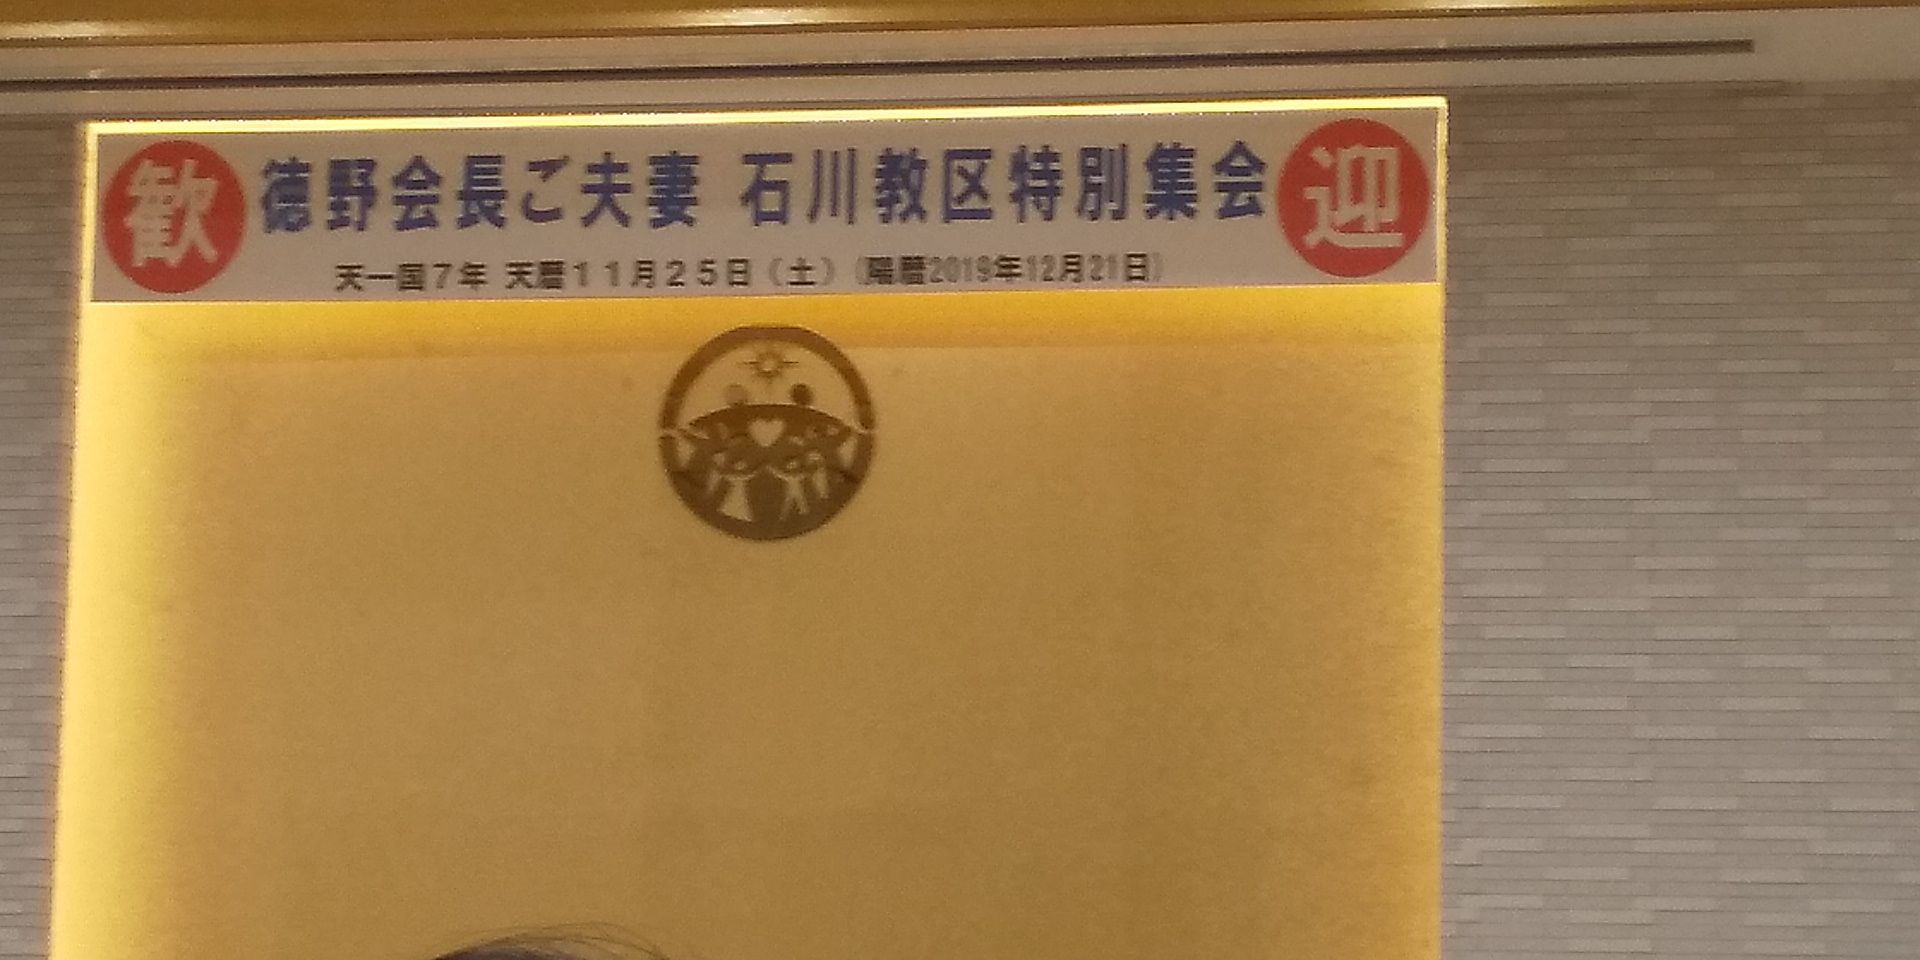 歓 徳野会長ご夫妻 石川教区特別集会 迎
天一国7年 天暦11月25日（土）（陽暦2019年12月21日）